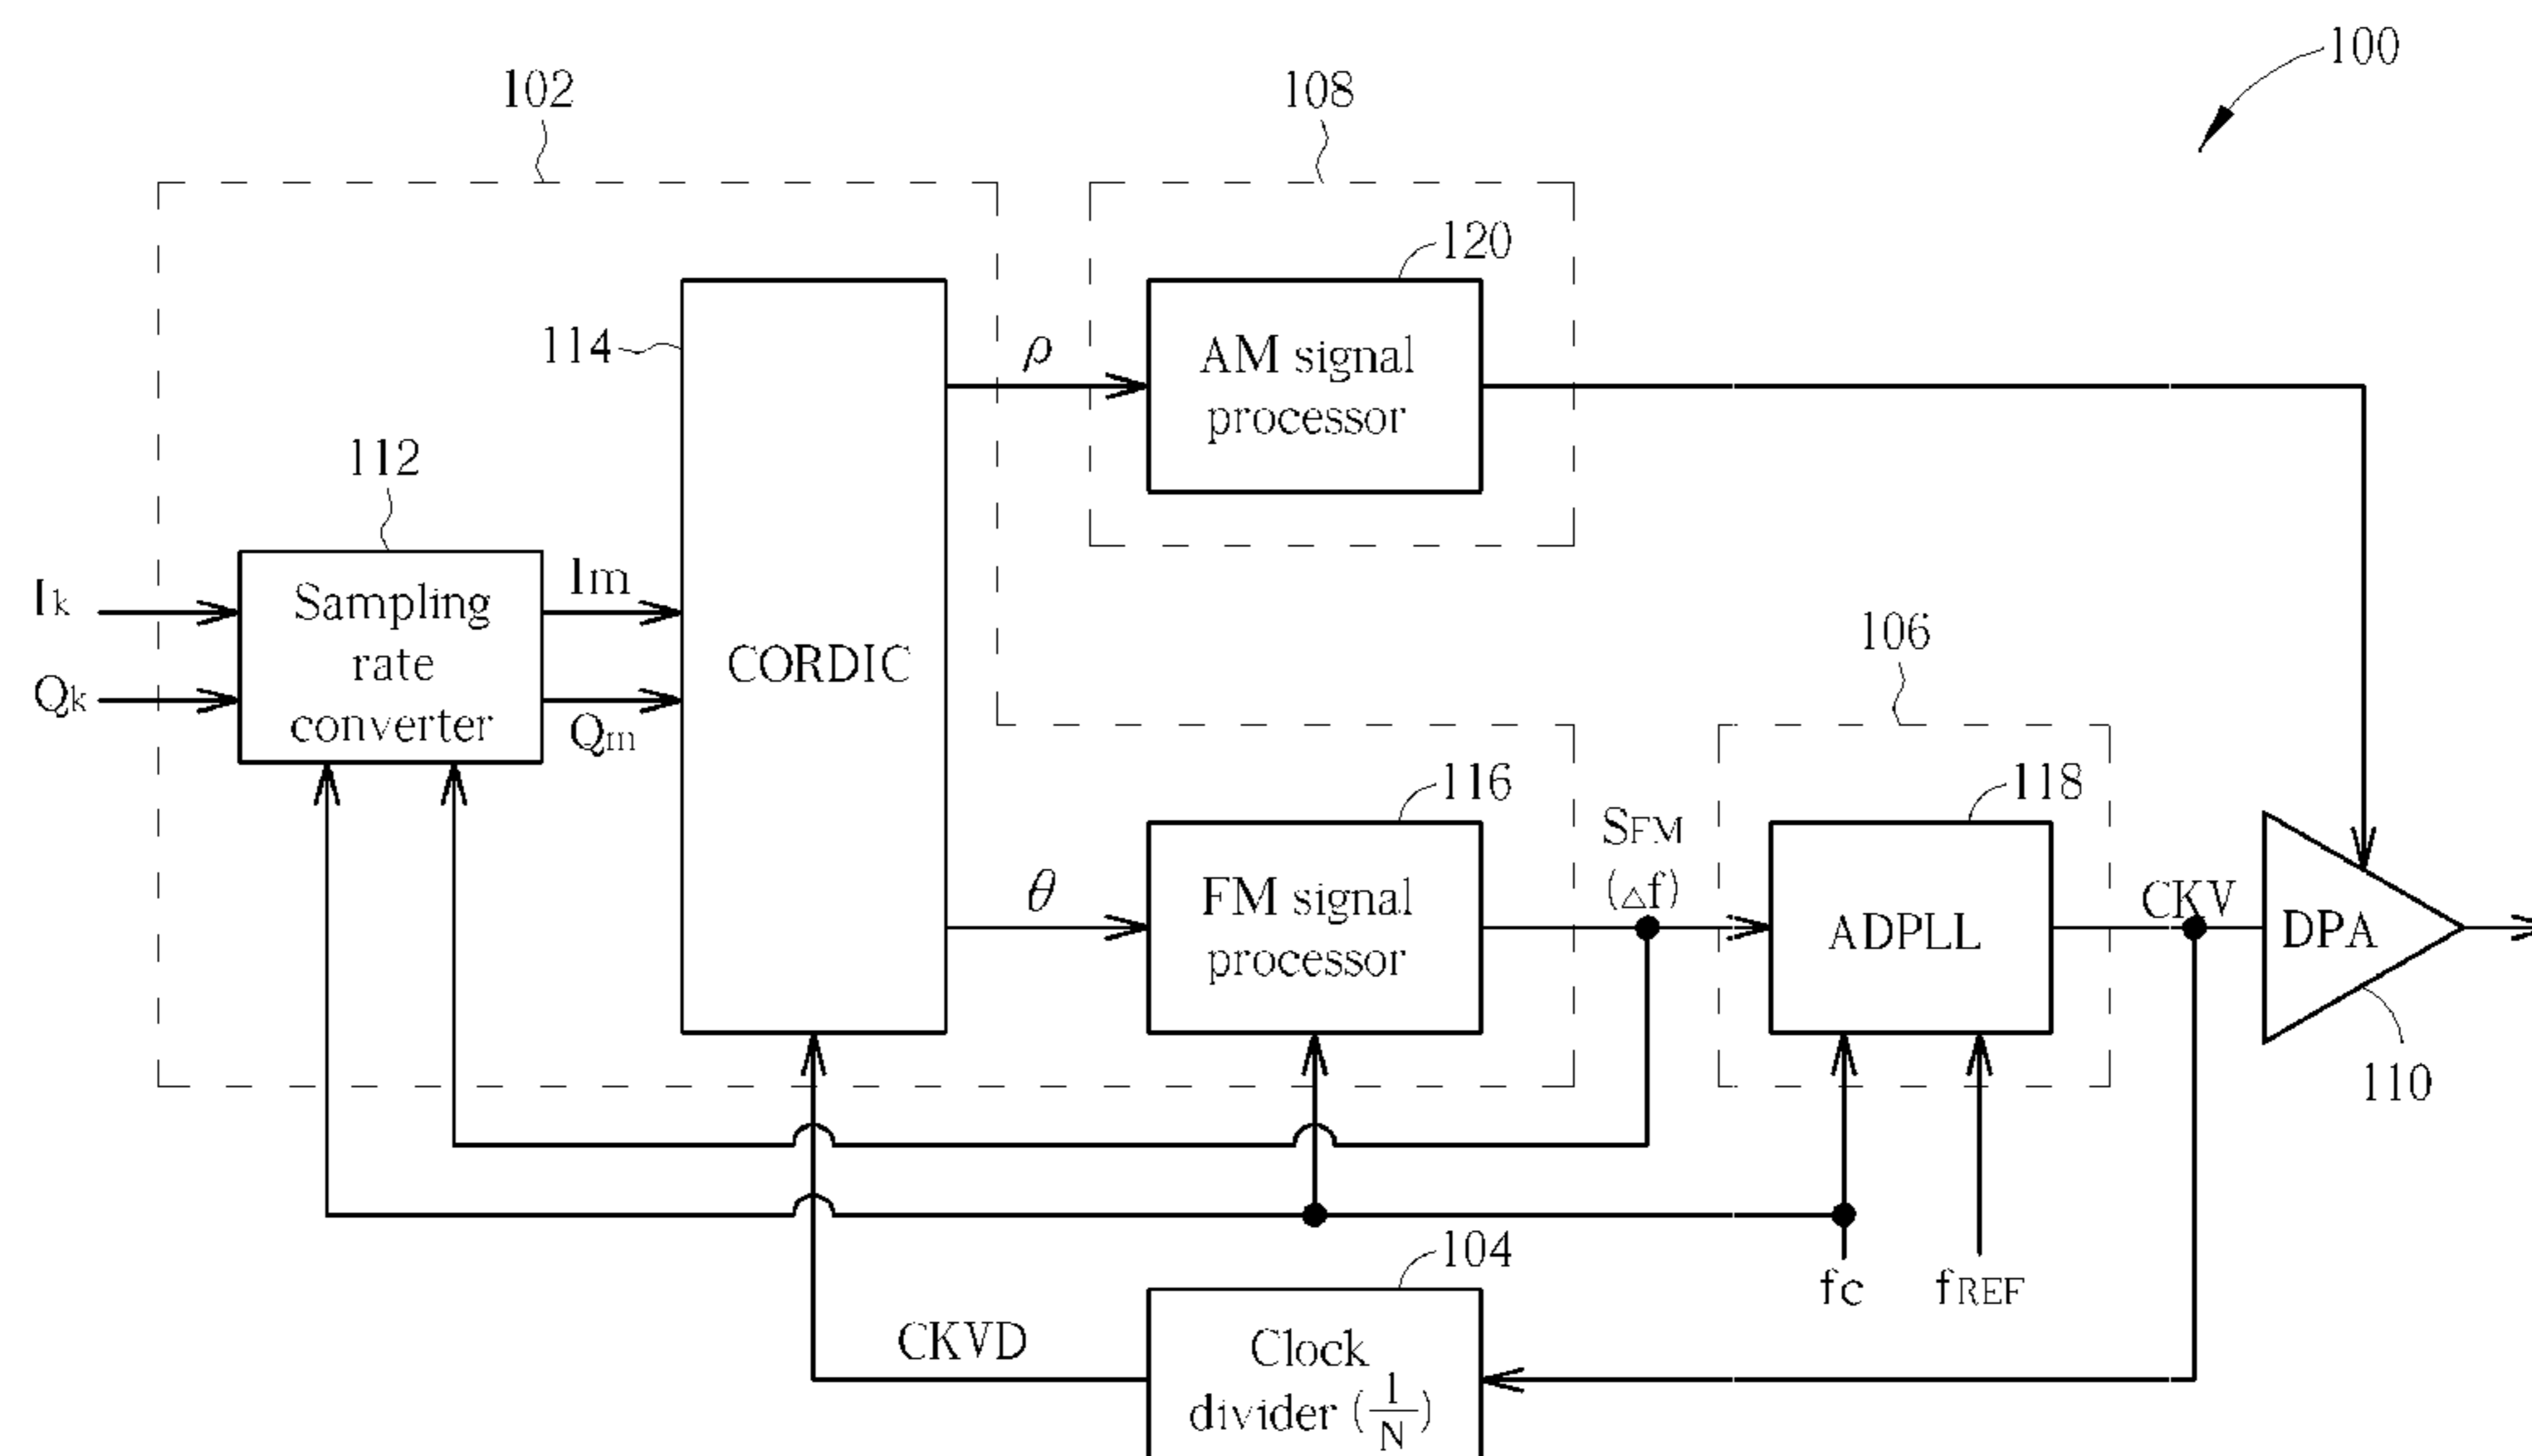 100
102
108
120
114
ρ
AM signal
processor
112
Ik
Im
Sampling
rate
converter
Qk
Qm
CORDIC
106
116
118
SFM
(△f)
θ
FM signal
processor
ADPLL
CKV
DPA
110
104
fc
fREF
CKVD
Clock
divider (1/N)